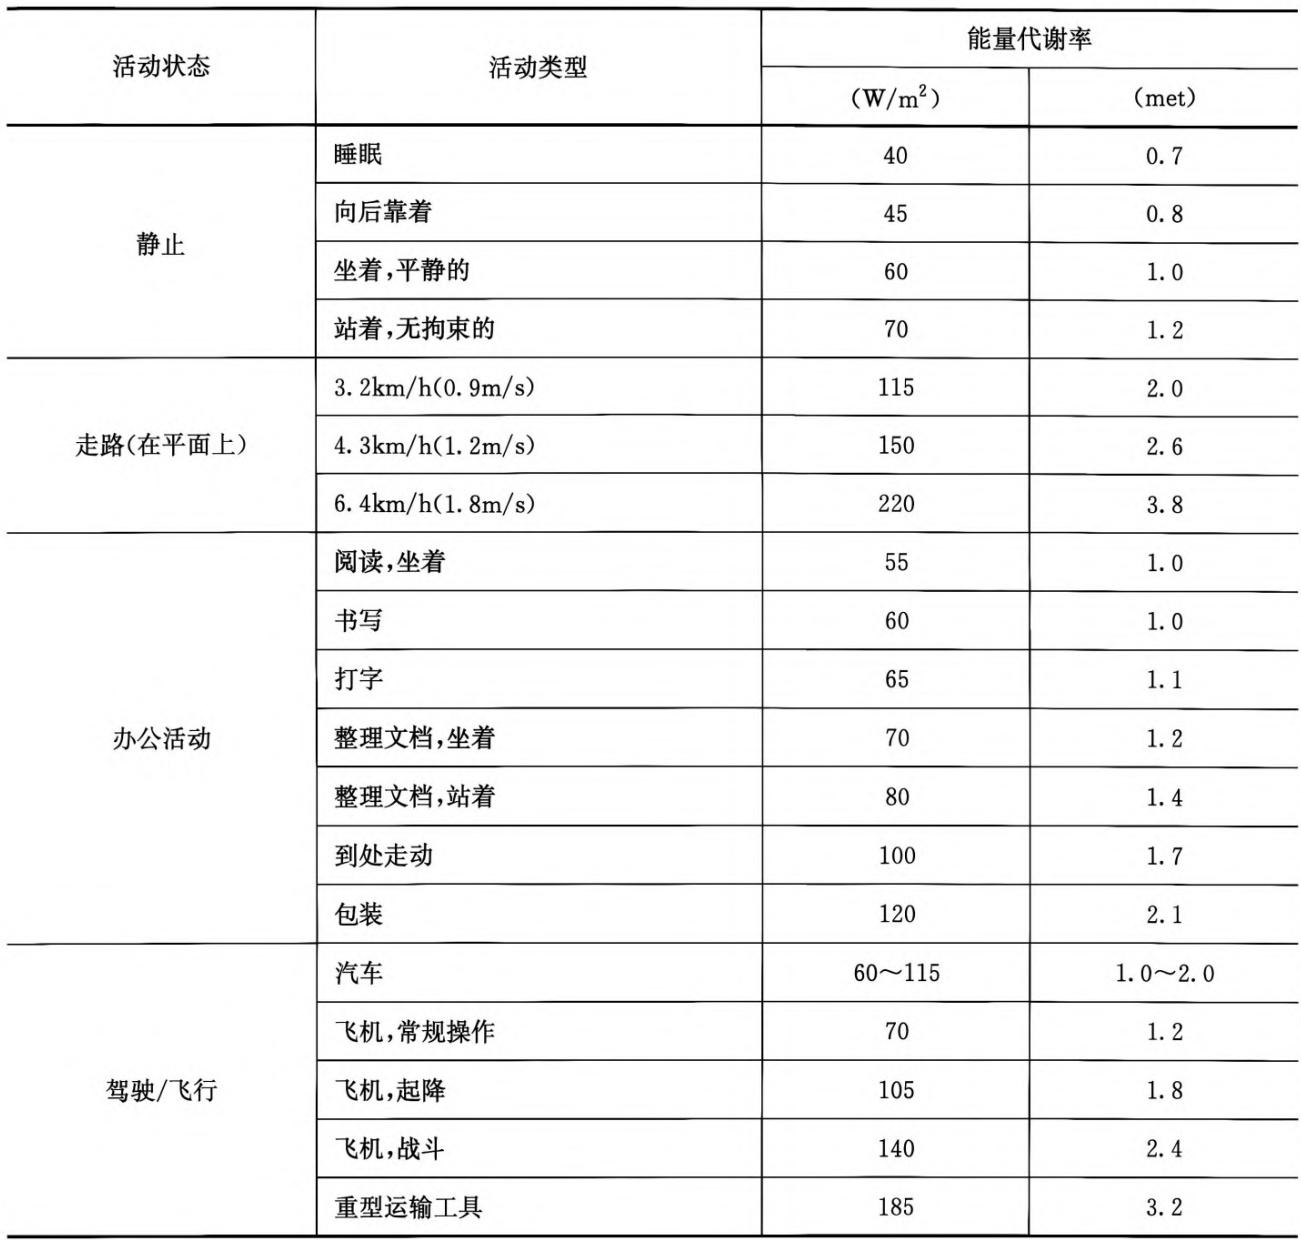 活动状态 活动类型 能量代谢率
(W/m²) (met)
静止
睡眠 40 0.7
向后靠着 45 0.8
坐着,平静的 60 1.0
站着,无拘束的 70 1.2
走路(在平面上)
3.2km/h(0.9m/s) 115 2.0
4.3km/h(1.2m/s) 150 2.6
6.4km/h(1.8m/s) 220 3.8
办公活动
阅读,坐着 55 1.0
书写 60 1.0
打字 65 1.1
整理文档,坐着 70 1.2
整理文档,站着 80 1.4
到处走动 100 1.7
包装 120 2.1
驾驶/飞行
汽车 60～115 1.0～2.0
飞机,常规操作 70 1.2
飞机,起降 105 1.8
飞机,战斗 140 2.4
重型运输工具 185 3.2